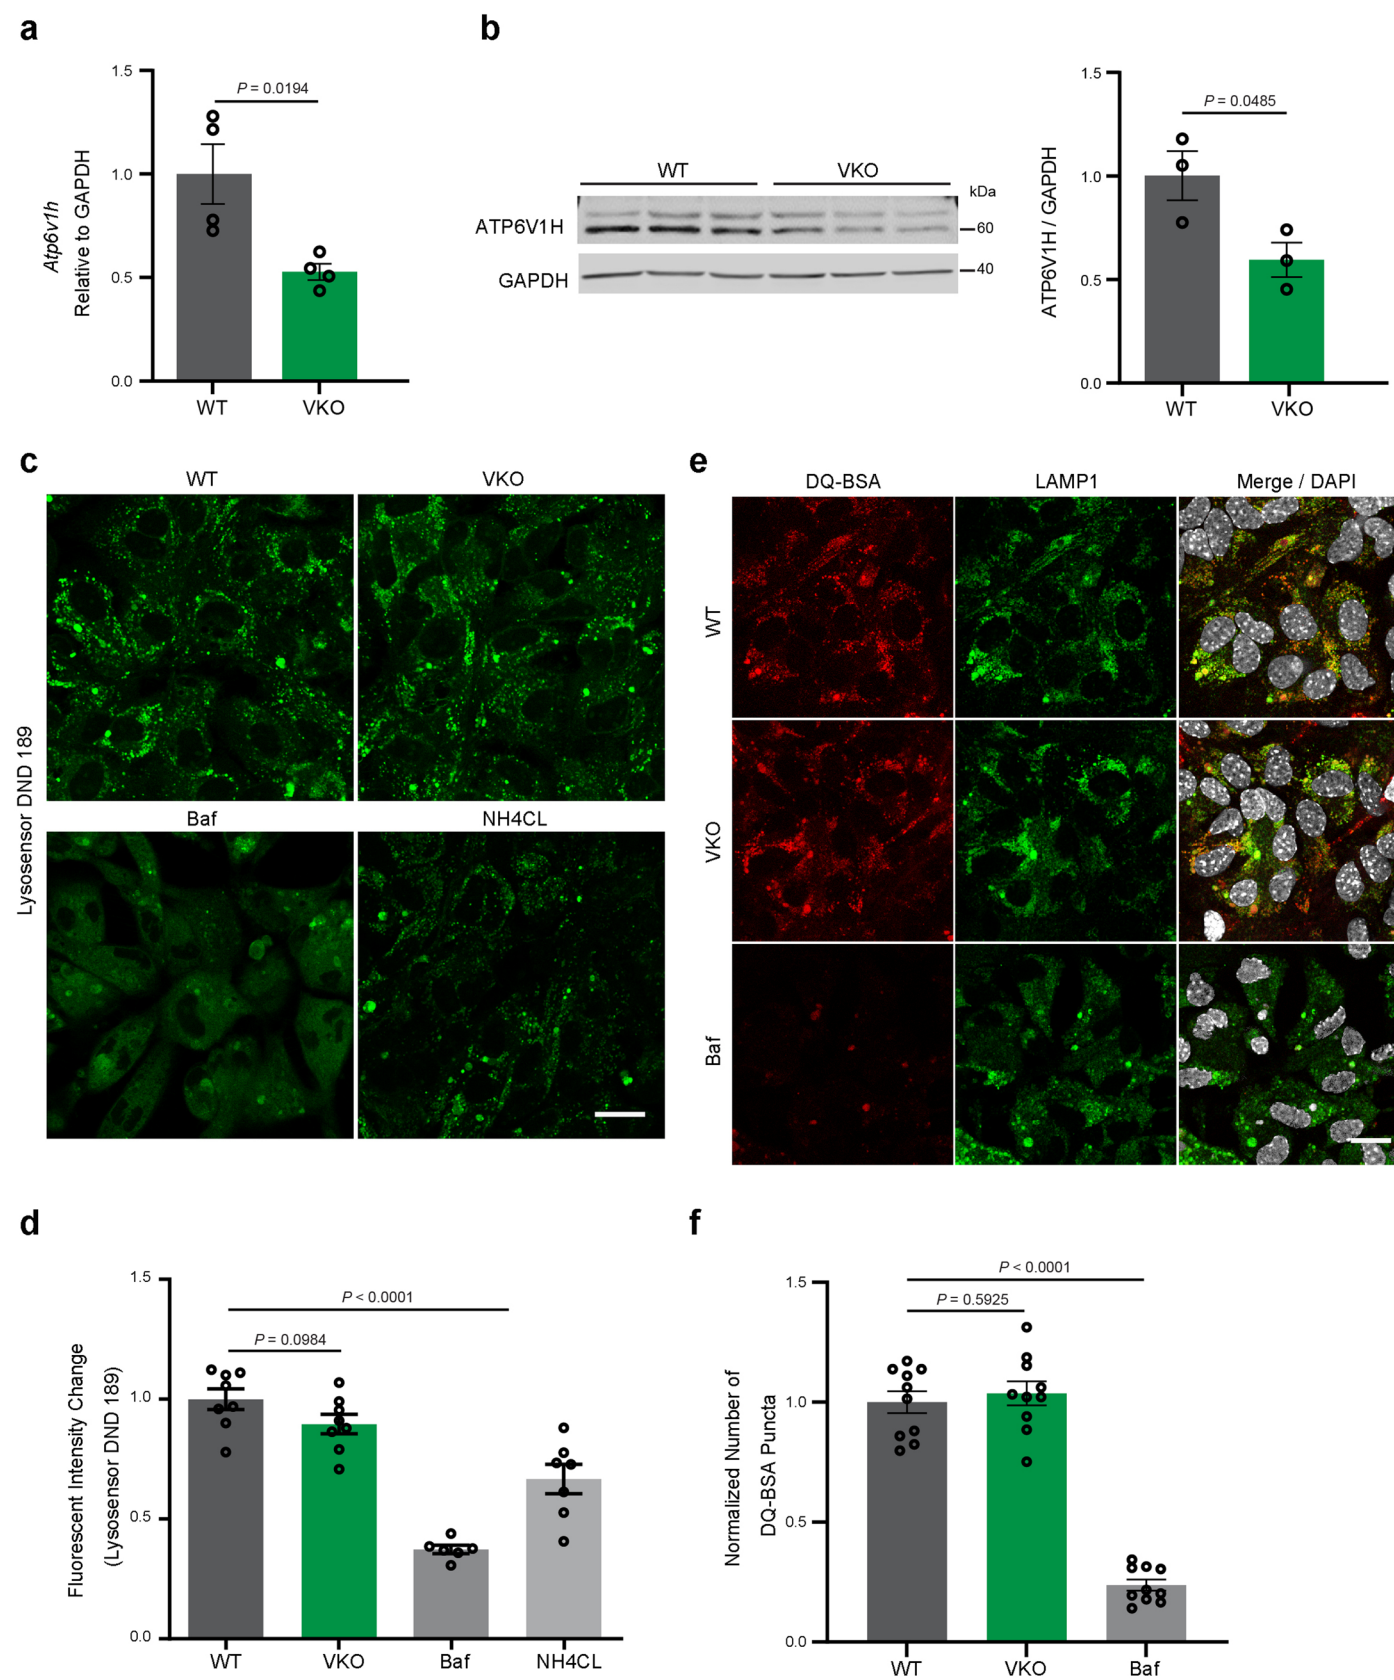 a
1.5
1.0
0.5
0.0
P = 0.0194
Atp6v1h
Relative to GAPDH
WT
VKO
b
WT
VKO
kDa
ATP6V1H
60
GAPDH
40
1.5
1.0
0.5
0.0
P = 0.0485
ATP6V1H / GAPDH
WT
VKO
c
WT
VKO
Baf
NH4CL
Lysosensor DND 189
e
DQ-BSA
LAMP1
Merge / DAPI
WT
VKO
Baf
d
1.5
1.0
0.5
0.0
P < 0.0001
P = 0.0984
Fluorescent Intensity Change
(Lysosensor DND 189)
WT
VKO
Baf
NH4CL
f
1.5
1.0
0.5
0.0
P < 0.0001
P = 0.5925
Normalized Number of
DQ-BSA Puncta
WT
VKO
Baf